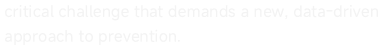 critical challenge that demands a new, data-driven
approach to prevention.